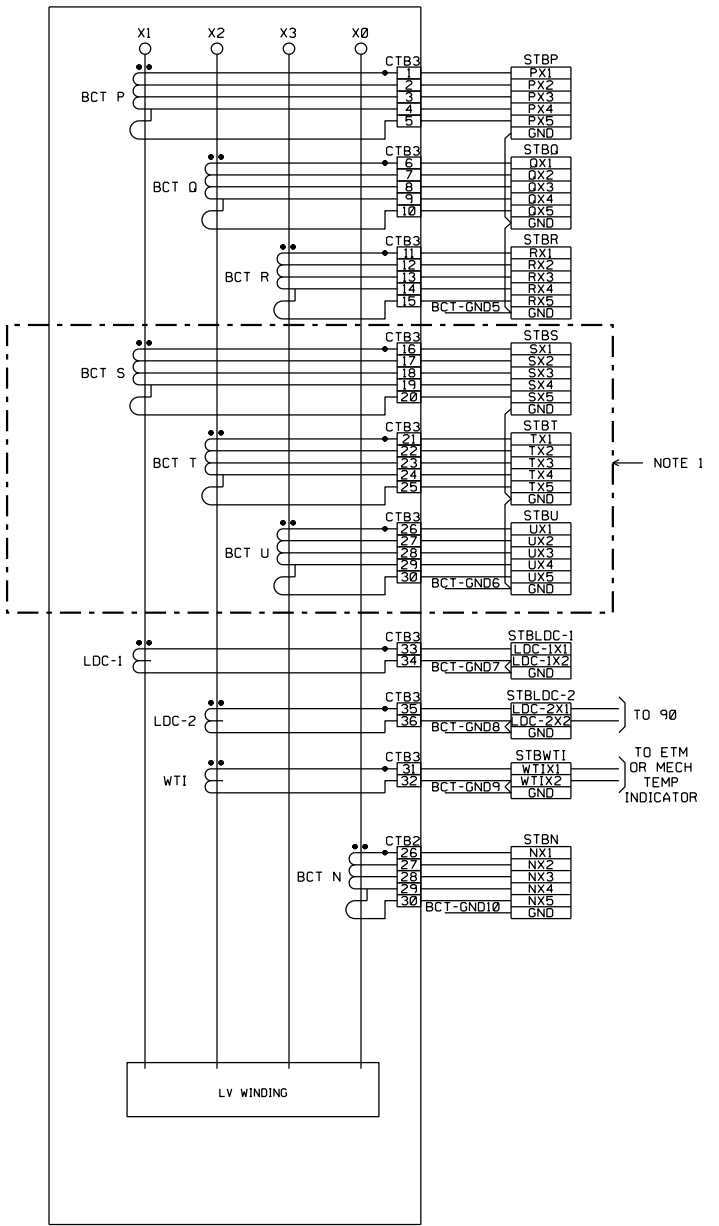 X1 X2 X3 X0
CTB3 STBP
1 PX1
2 PX2
BCT P 3 PX3
4 PX4
5 PX5
GND
CTB3 STBQ
6 QX1
7 QX2
BCT Q 8 QX3
9 QX4
10 QX5
GND
CTB3 STBR
11 RX1
12 RX2
BCT R 13 RX3
14 RX4
15 BCT-GND5 RX5
GND
CTB3 STBS
16 SX1
17 SX2
BCT S 18 SX3
19 SX4
20 SX5
GND
CTB3 STBT
21 TX1
22 TX2
BCT T 23 TX3 NOTE 1
24 TX4
25 TX5
GND
CTB3 STBU
26 UX1
27 UX2
BCT U 28 UX3
29 UX4
30 BCT-GND6 UX5
GND
CTB3 STBLDC-1
33 LDC-1X1
LDC-1 34 BCT-GND7 LDC-1X2
GND
CTB3 STBLDC-2
35 LDC-2X1
LDC-2 36 BCT-GND8 LDC-2X2 TO 90
GND
CTB3 STBWTI
31 WTIX1
WTI 32 BCT-GND9 WTIX2
GND
TO ETM
OR MECH
TEMP
INDICATOR
CTB2 STBN
26 NX1
27 NX2
BCT N 28 NX3
29 NX4
30 BCT-GND10 NX5
GND
LV WINDING